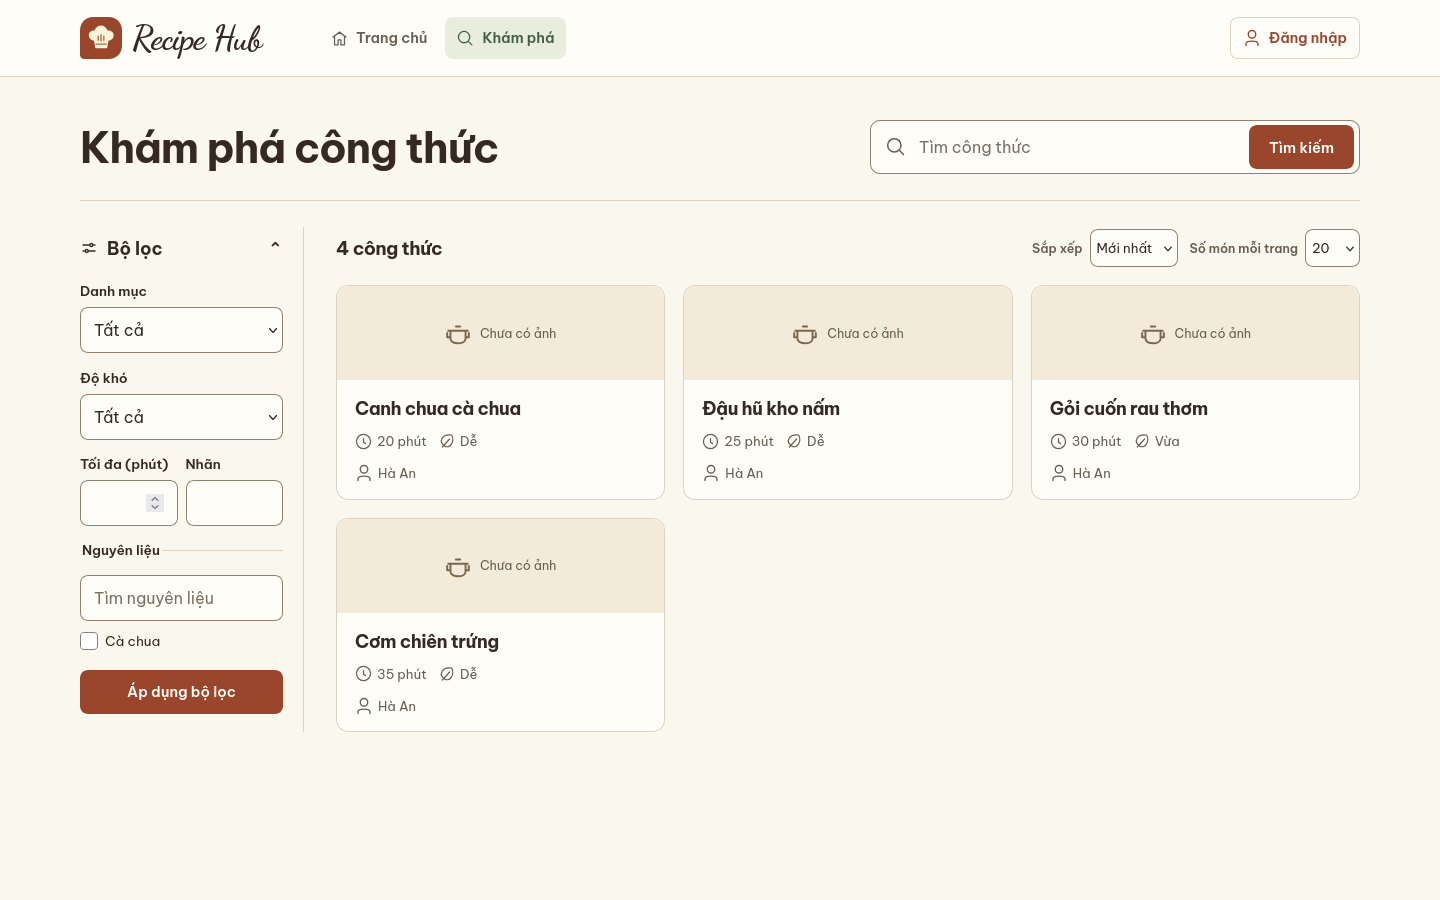 Recipe Hub
Trang chủ
Khám phá
Đăng nhập
Khám phá công thức
Tìm công thức
Tìm kiếm
Bộ lọc
Danh mục
Tất cả
Độ khó
Tất cả
Tối đa (phút) Nhãn
Nguyên liệu
Tìm nguyên liệu
Cà chua
Áp dụng bộ lọc
4 công thức
Sắp xếp Mới nhất Số món mỗi trang 20
Chưa có ảnh
Canh chua cà chua
20 phút Dễ
Hà An
Chưa có ảnh
Đậu hũ kho nấm
25 phút Dễ
Hà An
Chưa có ảnh
Gỏi cuốn rau thơm
30 phút Vừa
Hà An
Chưa có ảnh
Cơm chiên trứng
35 phút Dễ
Hà An